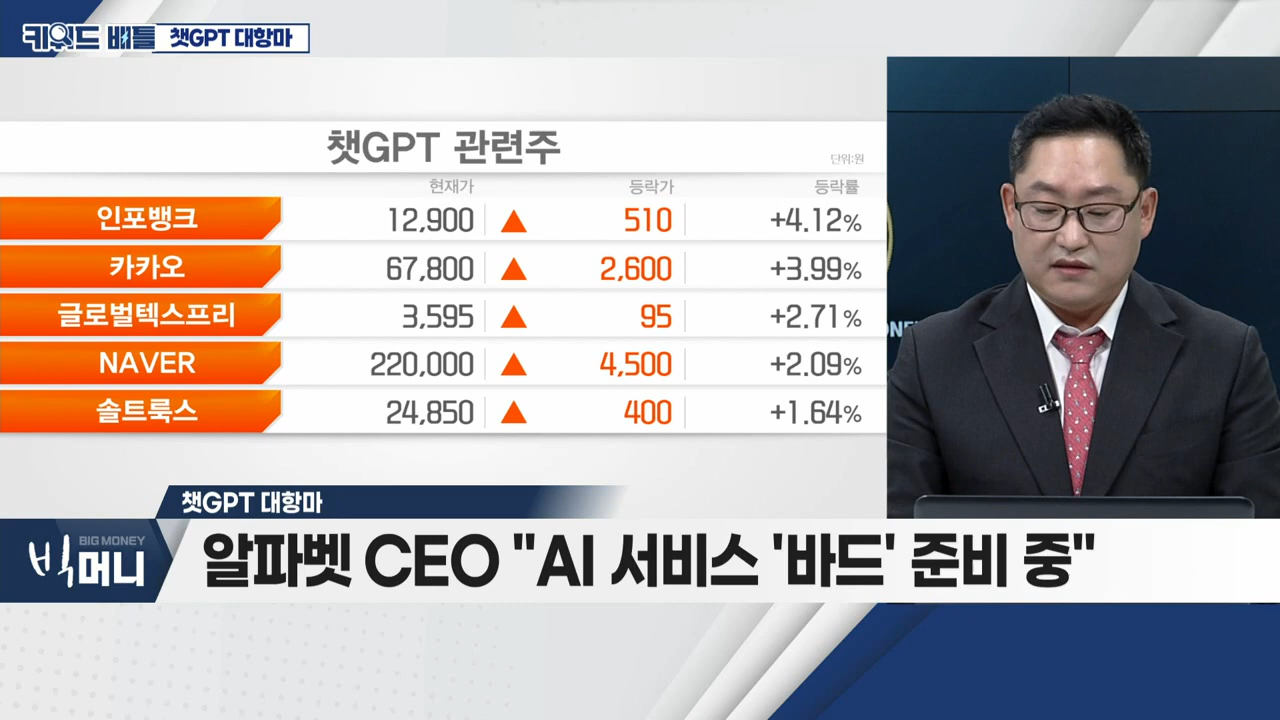 키워드 배틀 챗GPT 대항마
챗GPT 관련주
단위:원
현재가 등락가 등락률
인포뱅크 12,900 ▲ 510 +4.12%
카카오 67,800 ▲ 2,600 +3.99%
글로벌텍스프리 3,595 ▲ 95 +2.71%
NAVER 220,000 ▲ 4,500 +2.09%
솔트룩스 24,850 ▲ 400 +1.64%
챗GPT 대항마
BIG MONEY
빅머니
알파벳 CEO "AI 서비스 '바드' 준비 중"